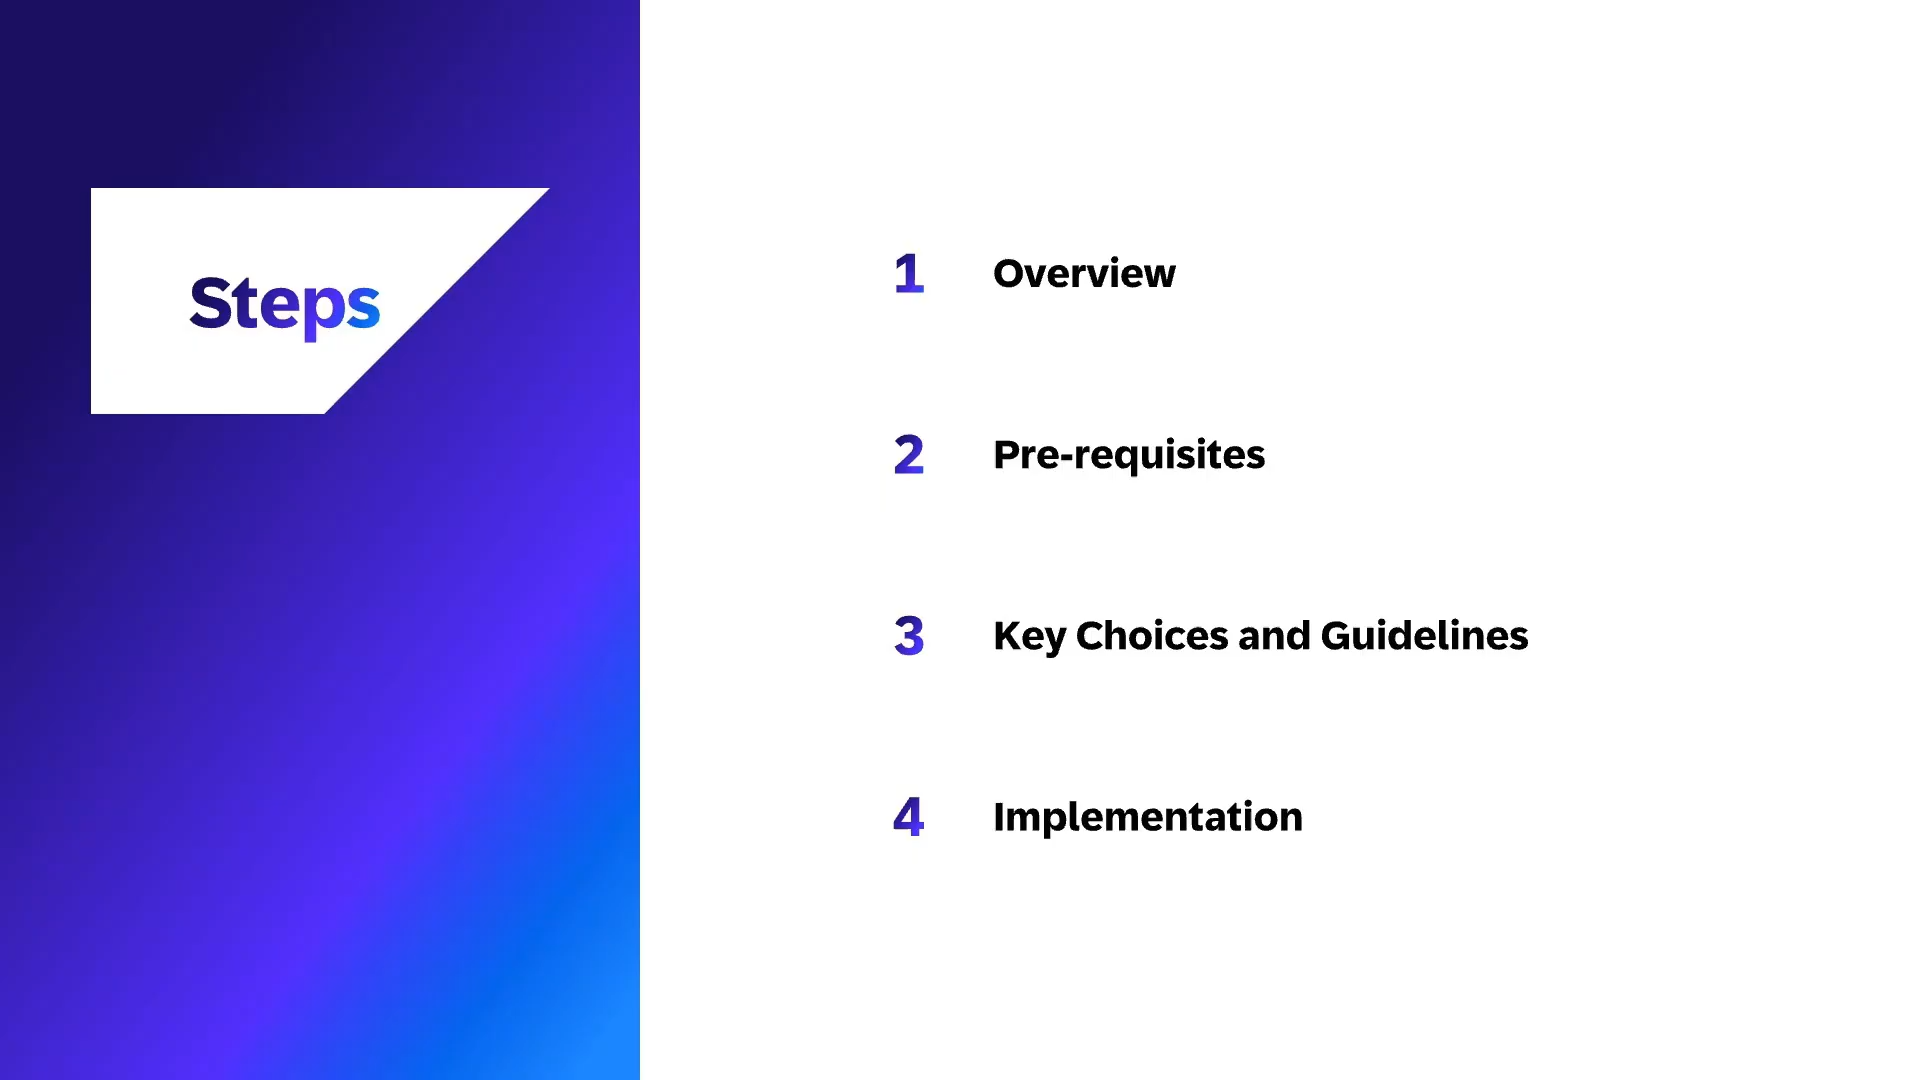 Steps
1 Overview
2 Pre-requisites
3 Key Choices and Guidelines
4 Implementation